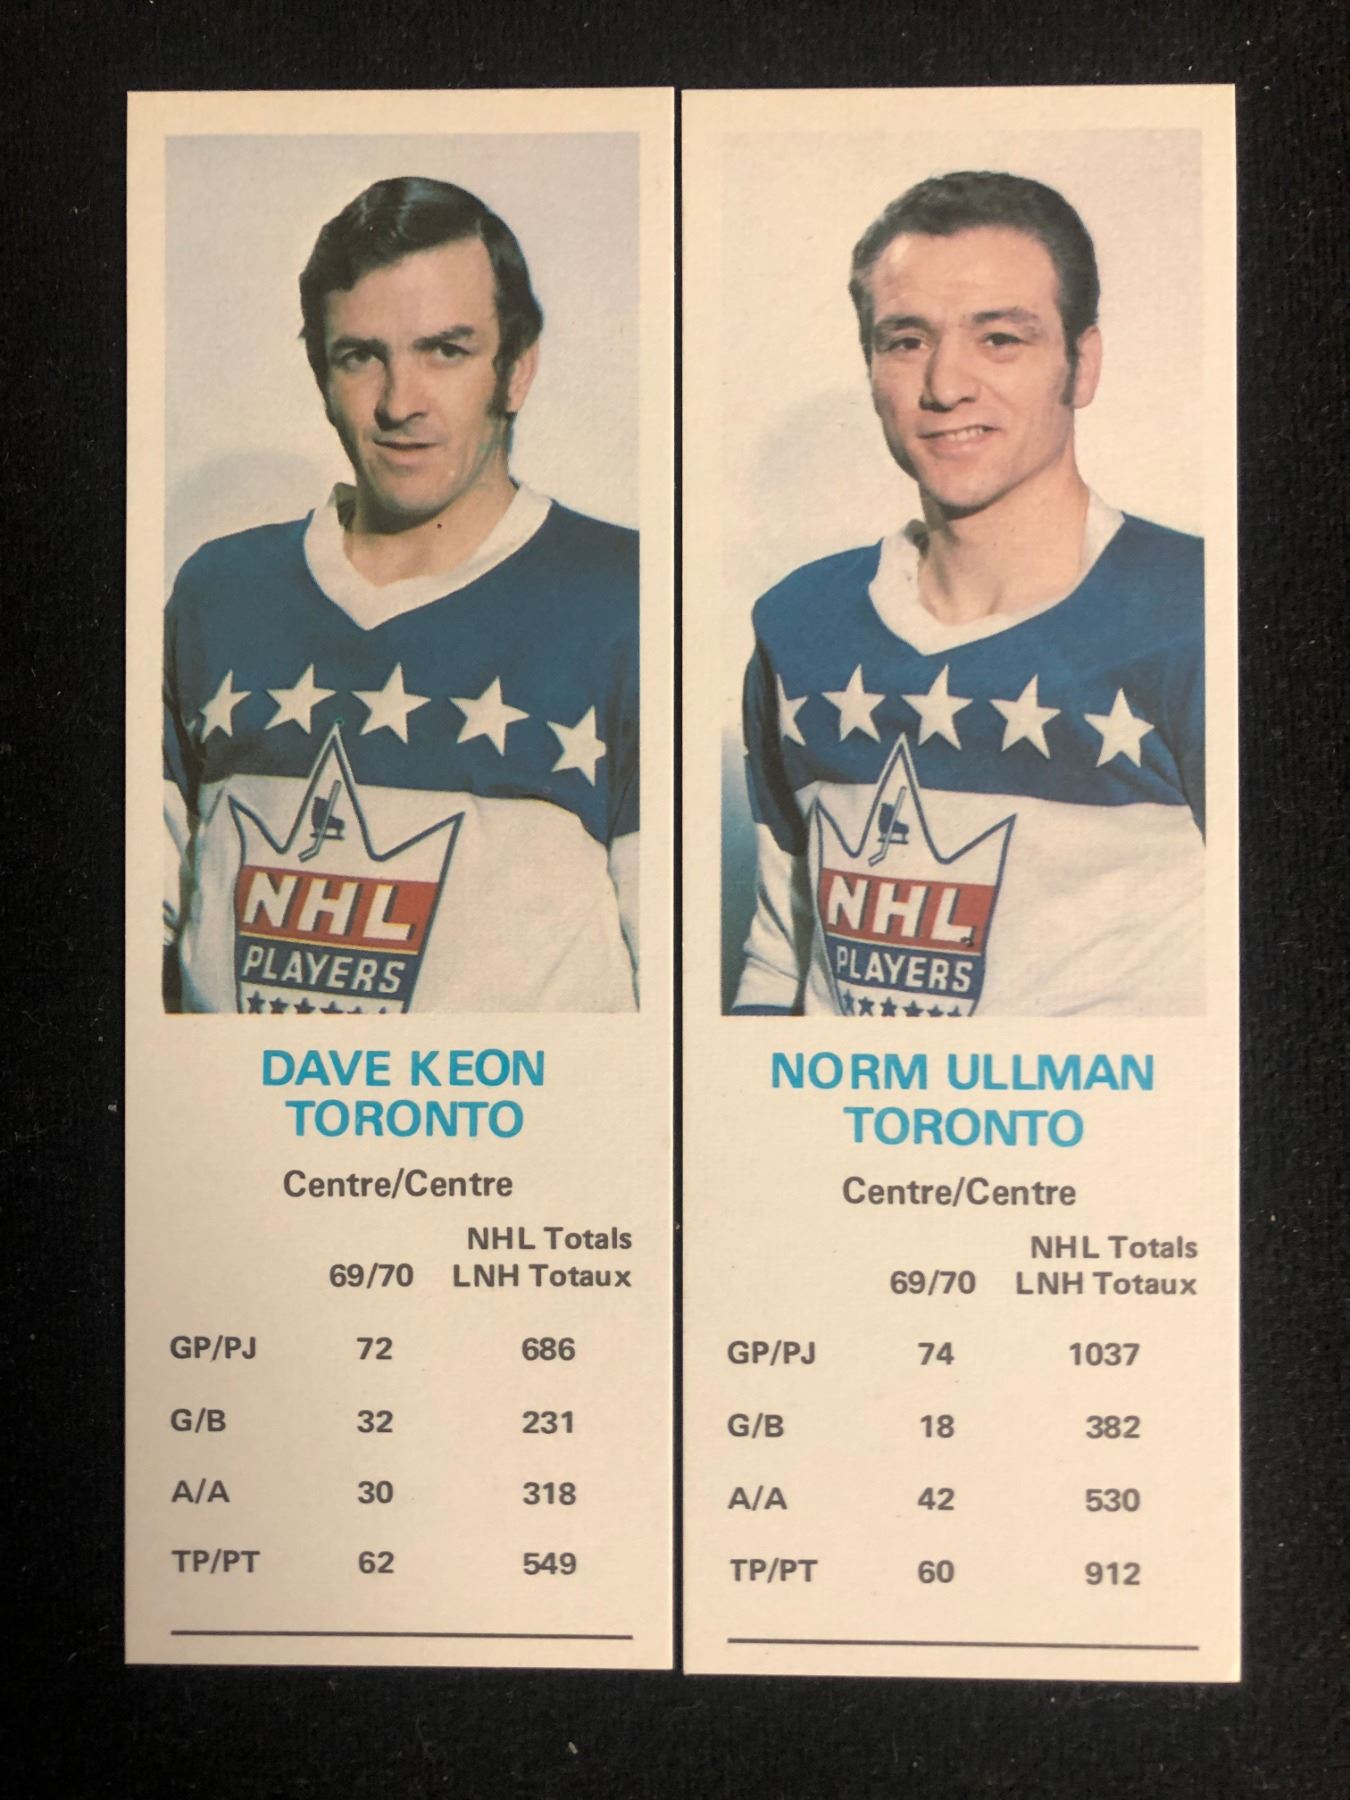 NHL
PLAYERS
DAVE KEON
TORONTO
Centre/Centre
NHL Totals
69/70 LNH Totaux
GP/PJ 72 686
G/B 32 231
A/A 30 318
TP/PT 62 549
NHL
PLAYERS
NORM ULLMAN
TORONTO
Centre/Centre
NHL Totals
69/70 LNH Totaux
GP/PJ 74 1037
G/B 18 382
A/A 42 530
TP/PT 60 912